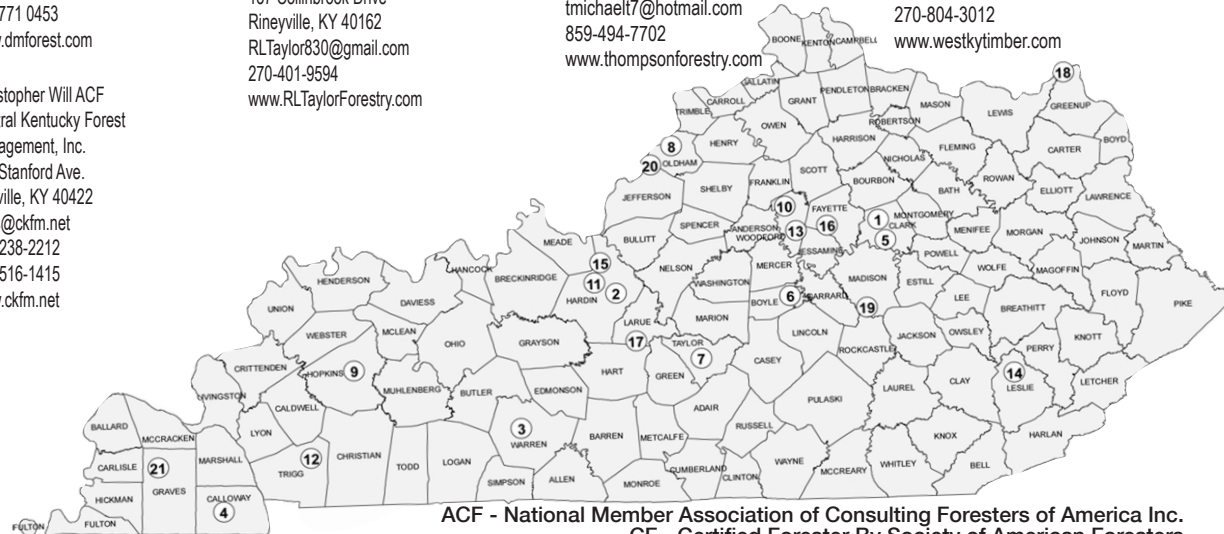 771 0453
.dmforest.com
stopher Will ACF
tral Kentucky Forest
agement, Inc.
Stanford Ave.
ville, KY 40422
@ckfm.net
238-2212
516-1415
.ckfm.net
Rineyville, KY 40162
RLTaylor830@gmail.com
270-401-9594
www.RLTaylorForestry.com
tmichaelt7@hotmail.com
859-494-7702
www.thompsonforestry.com
270-804-3012
www.westkytimber.com
BOONE
KENTON
CAMPBELL
GALLATIN
PENDLETON
BRACKEN
18
CARROLL
GRANT
MASON
LEWIS
GREENUP
TRIMBLE
OWEN
ROBERTSON
HENRY
HARRISON
FLEMING
CARTER
BOYD
8
20
OLDHAM
NICHOLAS
SCOTT
ROWAN
SHELBY
FRANKLIN
BOURBON
BATH
ELLIOTT
LAWRENCE
JEFFERSON
10
FAYETTE
1
MONTGOMERY
CLARK
SPENCER
ANDERSON
WOODFORD
13
16
5
MENIFEE
MORGAN
MEADE
BULLITT
JESSAMINE
POWELL
JOHNSON
MARTIN
HANCOCK
BRECKINRIDGE
15
NELSON
MERCER
WOLFE
MAGOFFIN
HENDERSON
11
2
HARDIN
WASHINGTON
MADISON
ESTILL
FLOYD
PIKE
UNION
DAVIESS
BOYLE
6
GARRARD
19
LEE
BREATHITT
WEBSTER
MCLEAN
LARUE
MARION
LINCOLN
JACKSON
OWSLEY
KNOTT
OHIO
GRAYSON
17
TAYLOR
7
ROCKCASTLE
PERRY
CRITTENDEN
HOPKINS
9
HART
GREEN
CASEY
14
LESLIE
LETCHER
LIVINGSTON
MUHLENBERG
BUTLER
EDMONSON
LAUREL
CLAY
CALDWELL
PULASKI
ADAIR
BALLARD
LYON
3
WARREN
RUSSELL
MCCRACKEN
BARREN
METCALFE
KNOX
HARLAN
CARLISLE
21
MARSHALL
12
TRIGG
CHRISTIAN
TODD
LOGAN
WAYNE
MCCREARY
WHITLEY
BELL
GRAVES
SIMPSON
ALLEN
MONROE
CUMBERLAND
CLINTON
HICKMAN
CALLOWAY
4
FULTON
FULTON
ACF - National Member Association of Consulting Foresters of America Inc.
CF - Certified Forester By Society of American Foresters